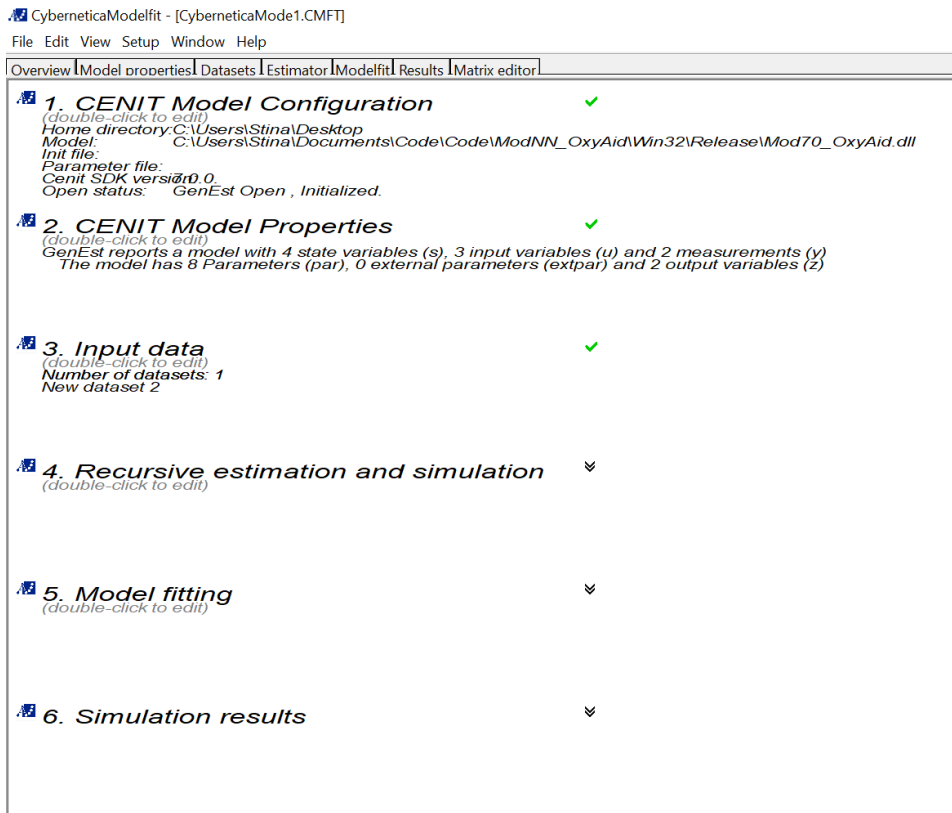 CyberneticaModelfit - [CyberneticaMode1.CMFT]
File Edit View Setup Window Help
Overview Model properties Datasets Estimator Modelfit Results Matrix editor
1. CENIT Model Configuration
(double-click to edit)
Home directory:C:\Users\Stina\Desktop
Model: C:\Users\Stina\Documents\Code\Code\ModNN_OxyAid\Win32\Release\Mod70_OxyAid.dll
Init file:
Parameter file:
Cenit SDK version:7.0.0.
Open status: GenEst Open , Initialized.
2. CENIT Model Properties
(double-click to edit)
GenEst reports a model with 4 state variables (s), 3 input variables (u) and 2 measurements (y)
The model has 8 Parameters (par), 0 external parameters (extpar) and 2 output variables (z)
3. Input data
(double-click to edit)
Number of datasets: 1
New dataset 2
4. Recursive estimation and simulation
(double-click to edit)
5. Model fitting
(double-click to edit)
6. Simulation results